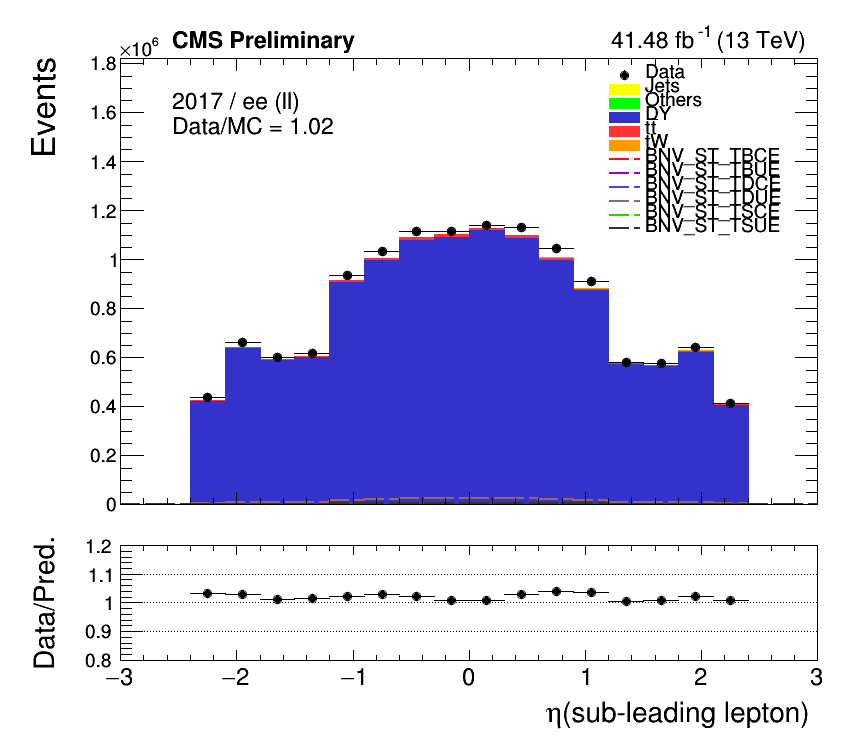 ×10⁶ CMS Preliminary 41.48 fb⁻¹ (13 TeV)
Events
1.8
1.6
1.4
1.2
1
0.8
0.6
0.4
0.2
0
2017 / ee (ll)
Data/MC = 1.02
Data
Jets
Others
DY
tt
tW
BNV_ST_TBCE
BNV_ST_TBUE
BNV_ST_TDCE
BNV_ST_TDUE
BNV_ST_TSCE
BNV_ST_TSUE
Data/Pred.
1.2
1.1
1
0.9
0.8
−3 −2 −1 0 1 2 3
η(sub-leading lepton)